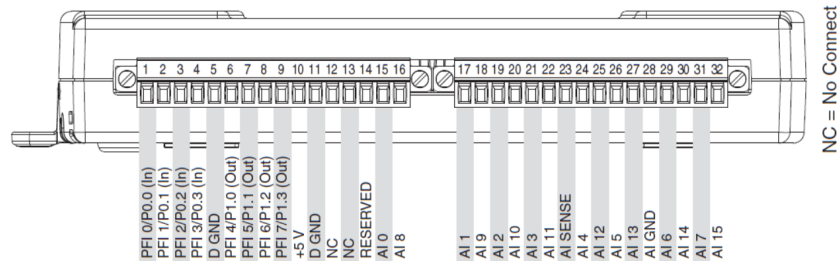 1 2 3 4 5 6 7 8 9 10 11 12 13 14 15 16
17 18 19 20 21 22 23 24 25 26 27 28 29 30 31 32
PFI 0/P0.0 (In)
PFI 1/P0.1 (In)
PFI 2/P0.2 (In)
PFI 3/P0.3 (In)
D GND
PFI 4/P1.0 (Out)
PFI 5/P1.1 (Out)
PFI 6/P1.2 (Out)
PFI 7/P1.3 (Out)
+5 V
D GND
NC
NC
RESERVED
AI 0
AI 8
AI 1
AI 9
AI 2
AI 10
AI 3
AI 11
AI SENSE
AI 4
AI 12
AI 5
AI 13
AI GND
AI 6
AI 14
AI 7
AI 15
NC = No Connect